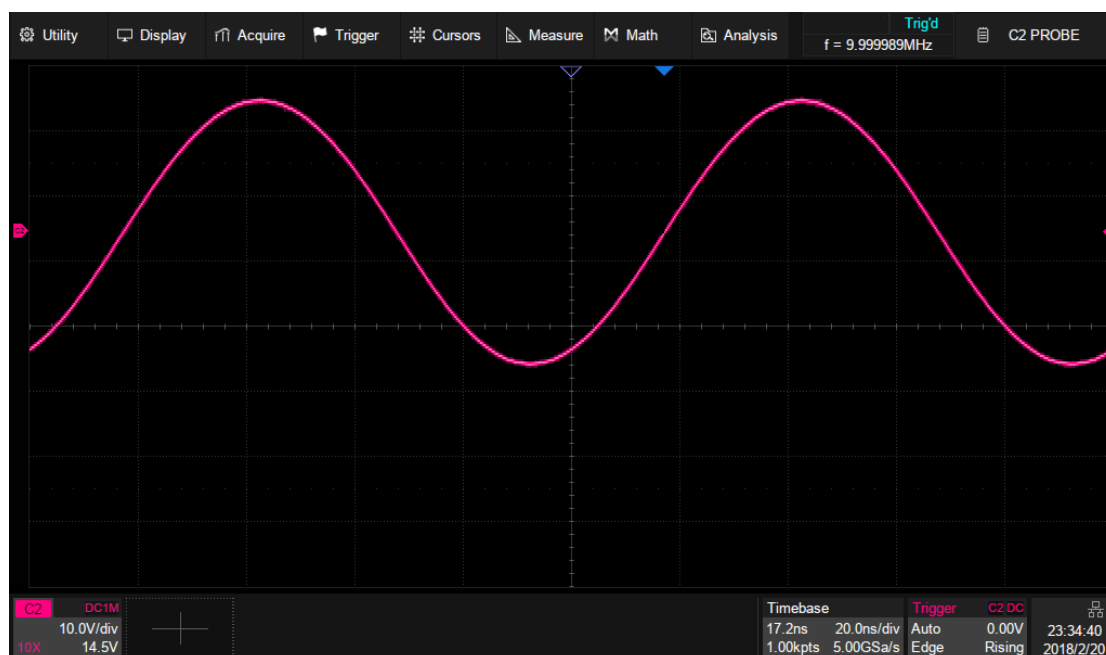 Utility Display Acquire Trigger Cursors Measure Math Analysis Trig'd C2 PROBE
f = 9.999989MHz
C2
C2 DC1M
10.0V/div
10X 14.5V
Timebase
17.2ns 20.0ns/div
1.00kpts 5.00GSa/s
Trigger C2 DC
Auto 0.00V
Edge Rising
23:34:40
2018/2/20